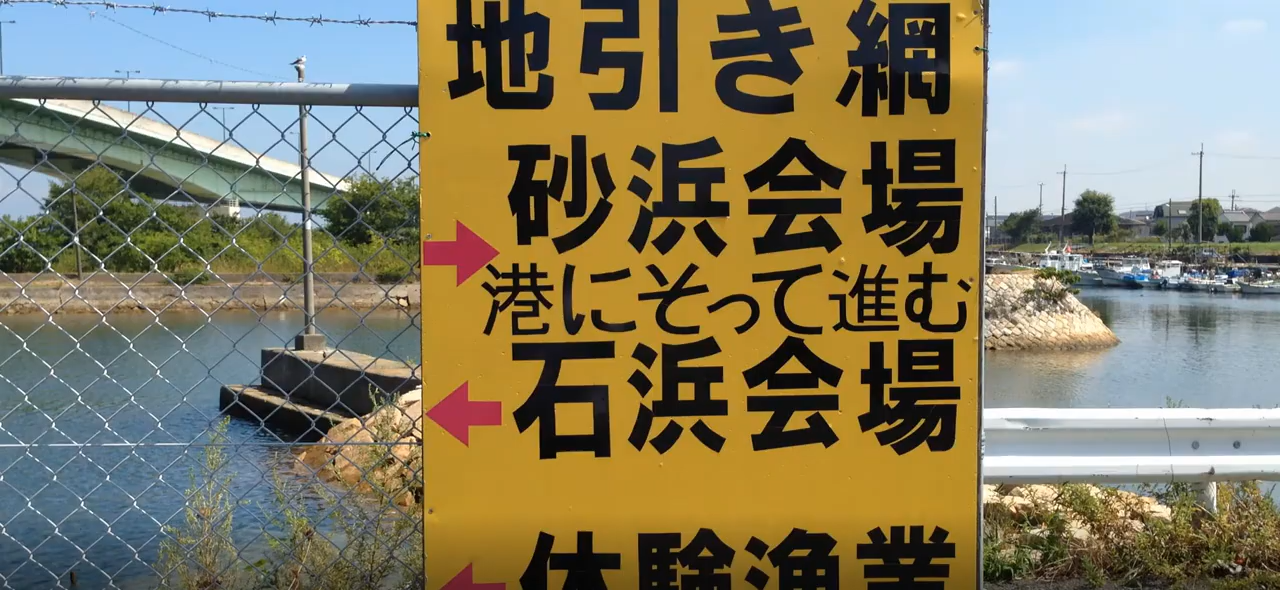 地引き網
砂浜会場
港にそって進む
石浜会場
体験漁業